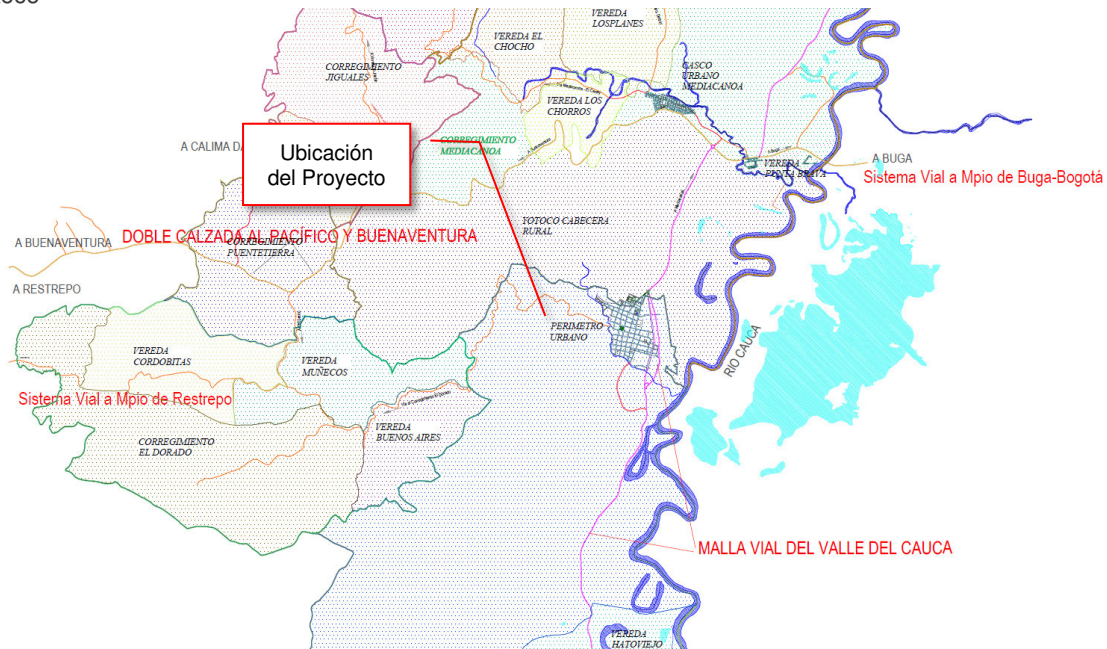 VEREDA
LOSPLANES
VEREDA EL
CHOCHO
CORREGIMIENTO
JIGUALES
CASCO
URBANO
MEDIACANOA
VEREDA LOS
CHORROS
Ubicación
del Proyecto
A CALIMA
CORREGIMIENTO
MEDIACANOA
VEREDA
PUNTA BRAVA
A BUGA
Sistema Vial a Mpio de Buga-Bogotá
YOTOCO CABECERA
RURAL
A BUENAVENTURA
DOBLE CALZADA AL PACÍFICO Y BUENAVENTURA
CORREGIMIENTO
PUENTETIERRA
A RESTREPO
PERIMETRO
URBANO
RÍO CAUCA
VEREDA
CORDOBITAS
VEREDA
MUÑECOS
Sistema Vial a Mpio de Restrepo
VEREDA
BUENOS AIRES
CORREGIMIENTO
EL DORADO
MALLA VIAL DEL VALLE DEL CAUCA
VEREDA
HATOVIEJO